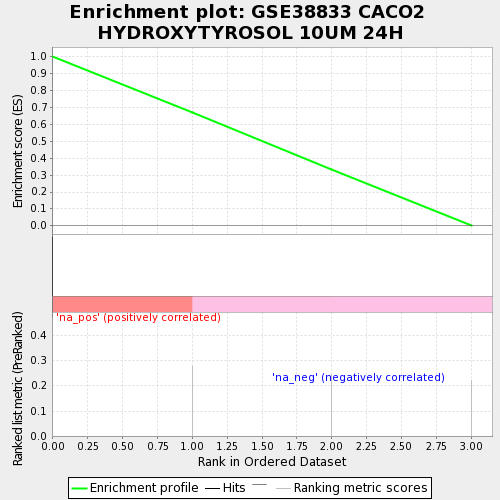 Enrichment plot: GSE38833 CACO2
HYDROXYTYROSOL 10UM 24H
Enrichment score (ES)
1.0
0.9
0.8
0.7
0.6
0.5
0.4
0.3
0.2
0.1
0.0
'na_pos' (positively correlated)
'na_neg' (negatively correlated)
Ranked list metric (PreRanked)
0.4
0.3
0.2
0.1
0.0
0.00 0.25 0.50 0.75 1.00 1.25 1.50 1.75 2.00 2.25 2.50 2.75 3.00
Rank in Ordered Dataset
Enrichment profile Hits Ranking metric scores